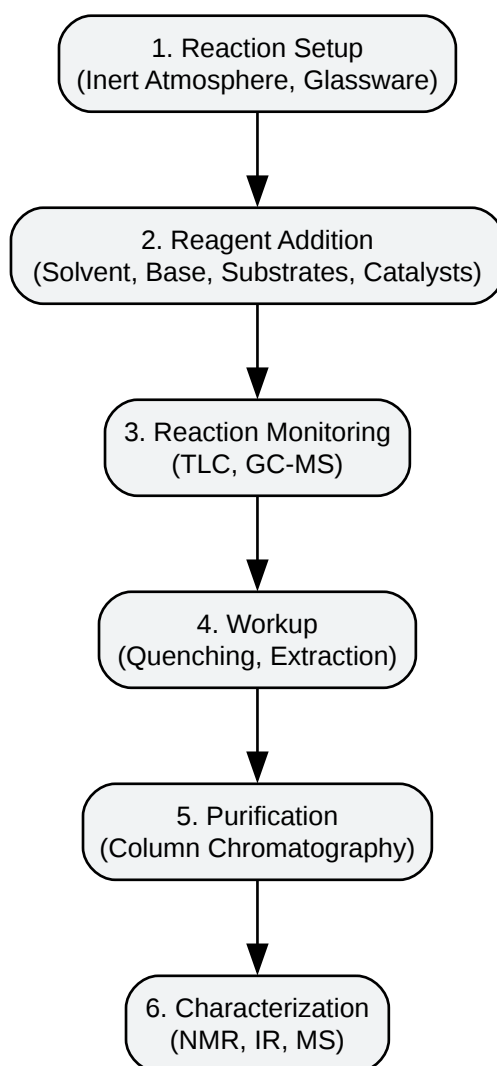 1. Reaction Setup
(Inert Atmosphere, Glassware)
2. Reagent Addition
(Solvent, Base, Substrates, Catalysts)
3. Reaction Monitoring
(TLC, GC-MS)
4. Workup
(Quenching, Extraction)
5. Purification
(Column Chromatography)
6. Characterization
(NMR, IR, MS)